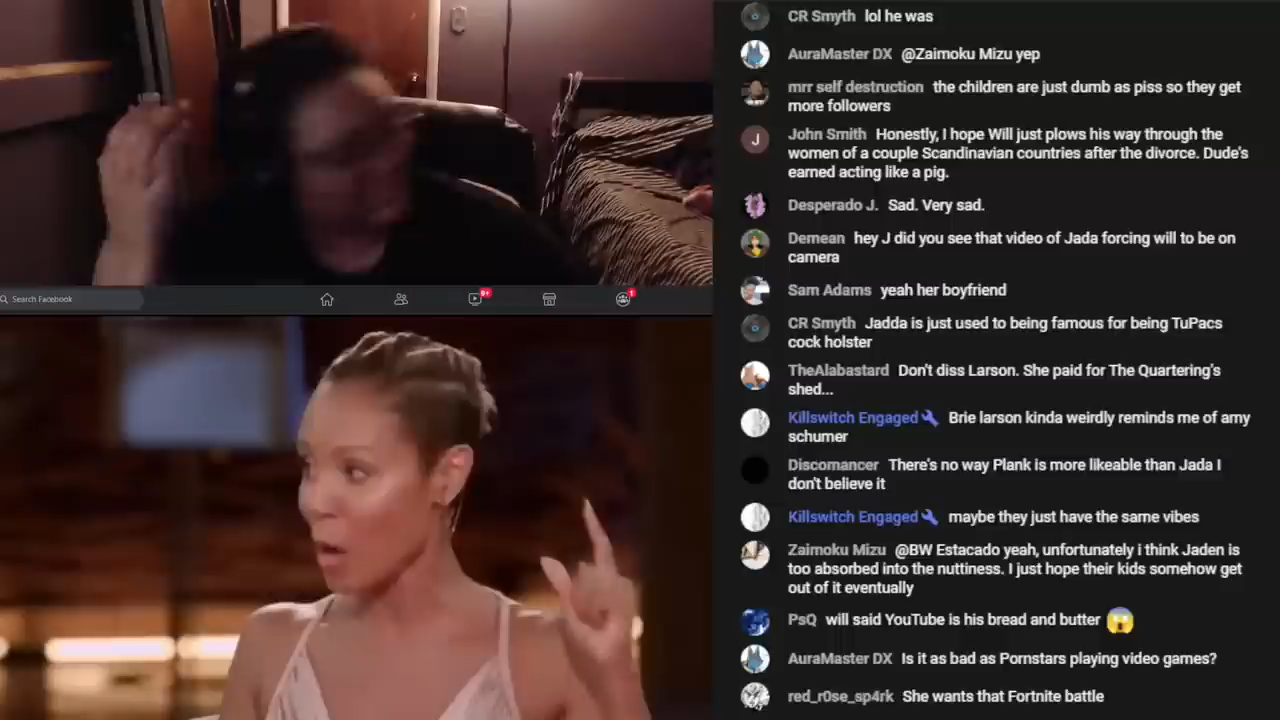 CR Smyth lol he was
AuraMaster DX @Zaimoku Mizu yep
mrr self destruction the children are just dumb as piss so they get
more followers
J
John Smith Honestly, I hope Will just plows his way through the
women of a couple Scandinavian countries after the divorce. Dude's
earned acting like a pig.
Desperado J. Sad. Very sad.
Demean hey J did you see that video of Jada forcing will to be on
camera
Sam Adams yeah her boyfriend
Search Facebook
9+
1
CR Smyth Jadda is just used to being famous for being TuPacs
cock holster
TheAlabastard Don't diss Larson. She paid for The Quartering's
shed...
Killswitch Engaged Brie larson kinda weirdly reminds me of amy
schumer
Discomancer There's no way Plank is more likeable than Jada I
don't believe it
Killswitch Engaged maybe they just have the same vibes
Zaimoku Mizu @BW Estacado yeah, unfortunately i think Jaden is
too absorbed into the nuttiness. I just hope their kids somehow get
out of it eventually
PsQ will said YouTube is his bread and butter 😱
AuraMaster DX Is it as bad as Pornstars playing video games?
red_r0se_sp4rk She wants that Fortnite battle